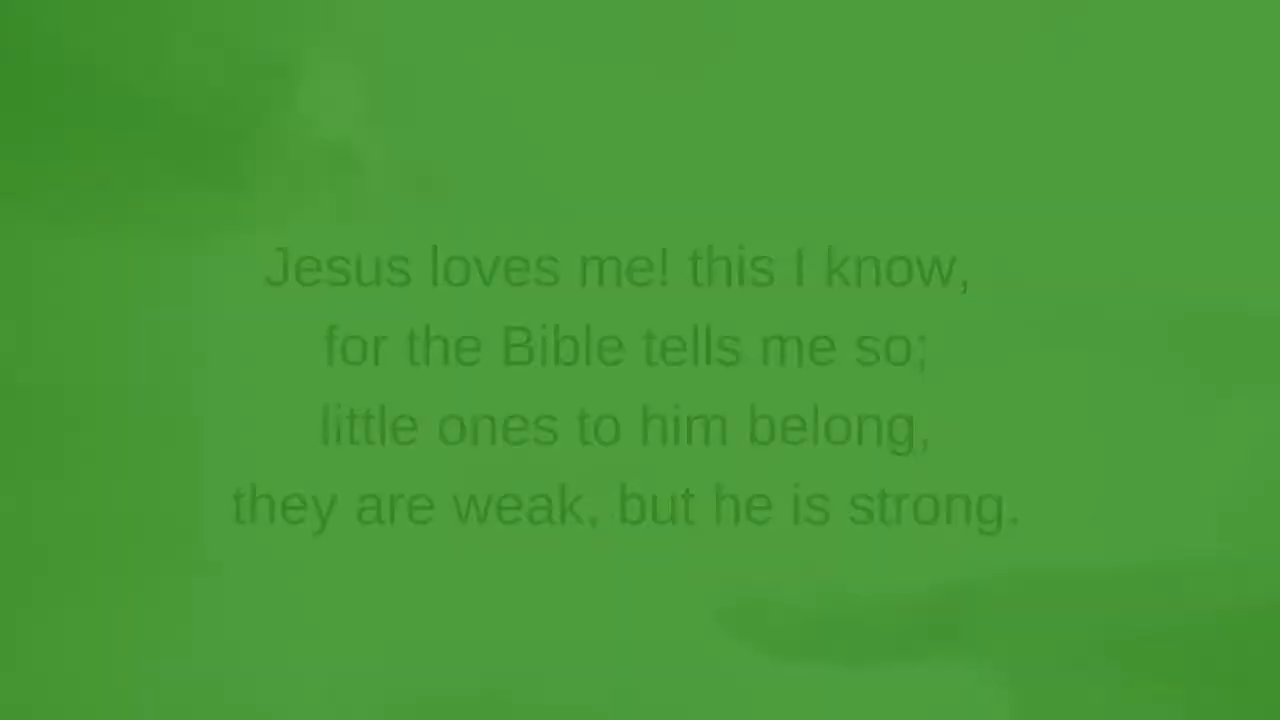 Jesus loves me! this I know,
for the Bible tells me so;
little ones to him belong,
they are weak, but he is strong.